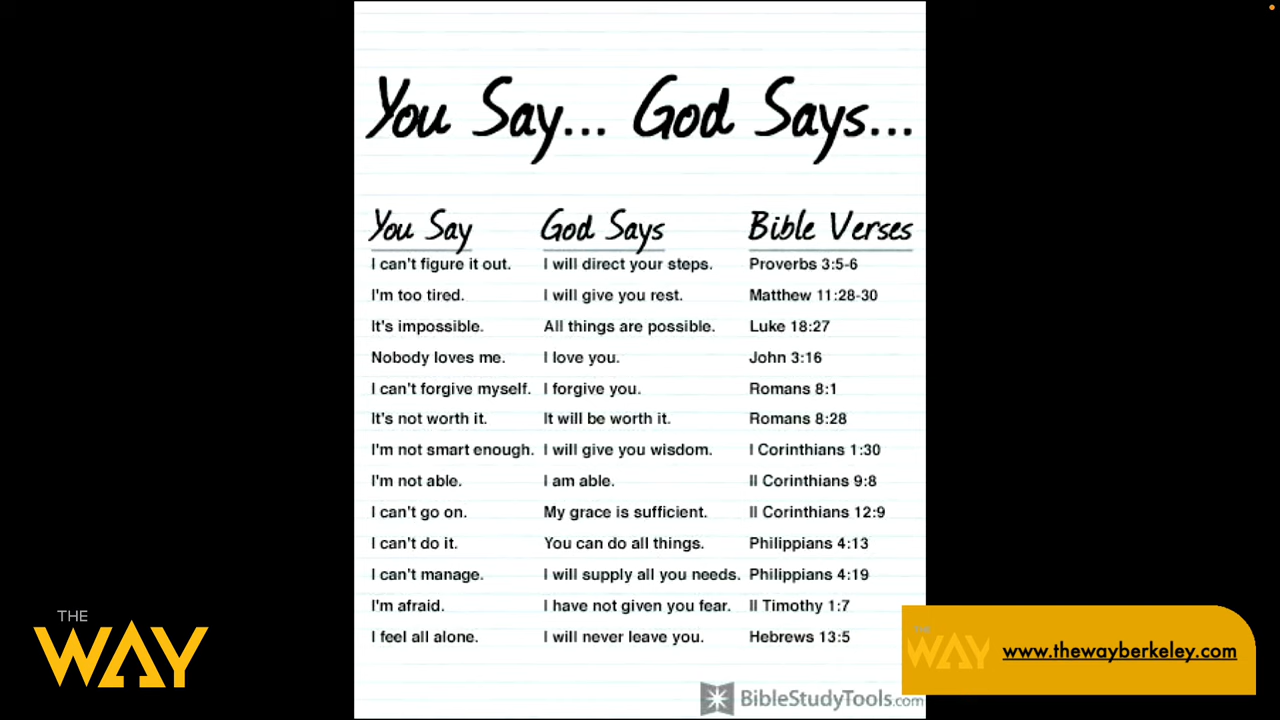 You Say... God Says...
You Say God Says Bible Verses
I can't figure it out. I will direct your steps. Proverbs 3:5-6
I'm too tired. I will give you rest. Matthew 11:28-30
It's impossible. All things are possible. Luke 18:27
Nobody loves me. I love you. John 3:16
I can't forgive myself. I forgive you. Romans 8:1
It's not worth it. It will be worth it. Romans 8:28
I'm not smart enough. I will give you wisdom. I Corinthians 1:30
I'm not able. I am able. II Corinthians 9:8
I can't go on. My grace is sufficient. II Corinthians 12:9
I can't do it. You can do all things. Philippians 4:13
I can't manage. I will supply all you needs. Philippians 4:19
I'm afraid. I have not given you fear. II Timothy 1:7
I feel all alone. I will never leave you. Hebrews 13:5
THE
WAY
THE
WAY
www.thewayberkeley.com
BibleStudyTools.com